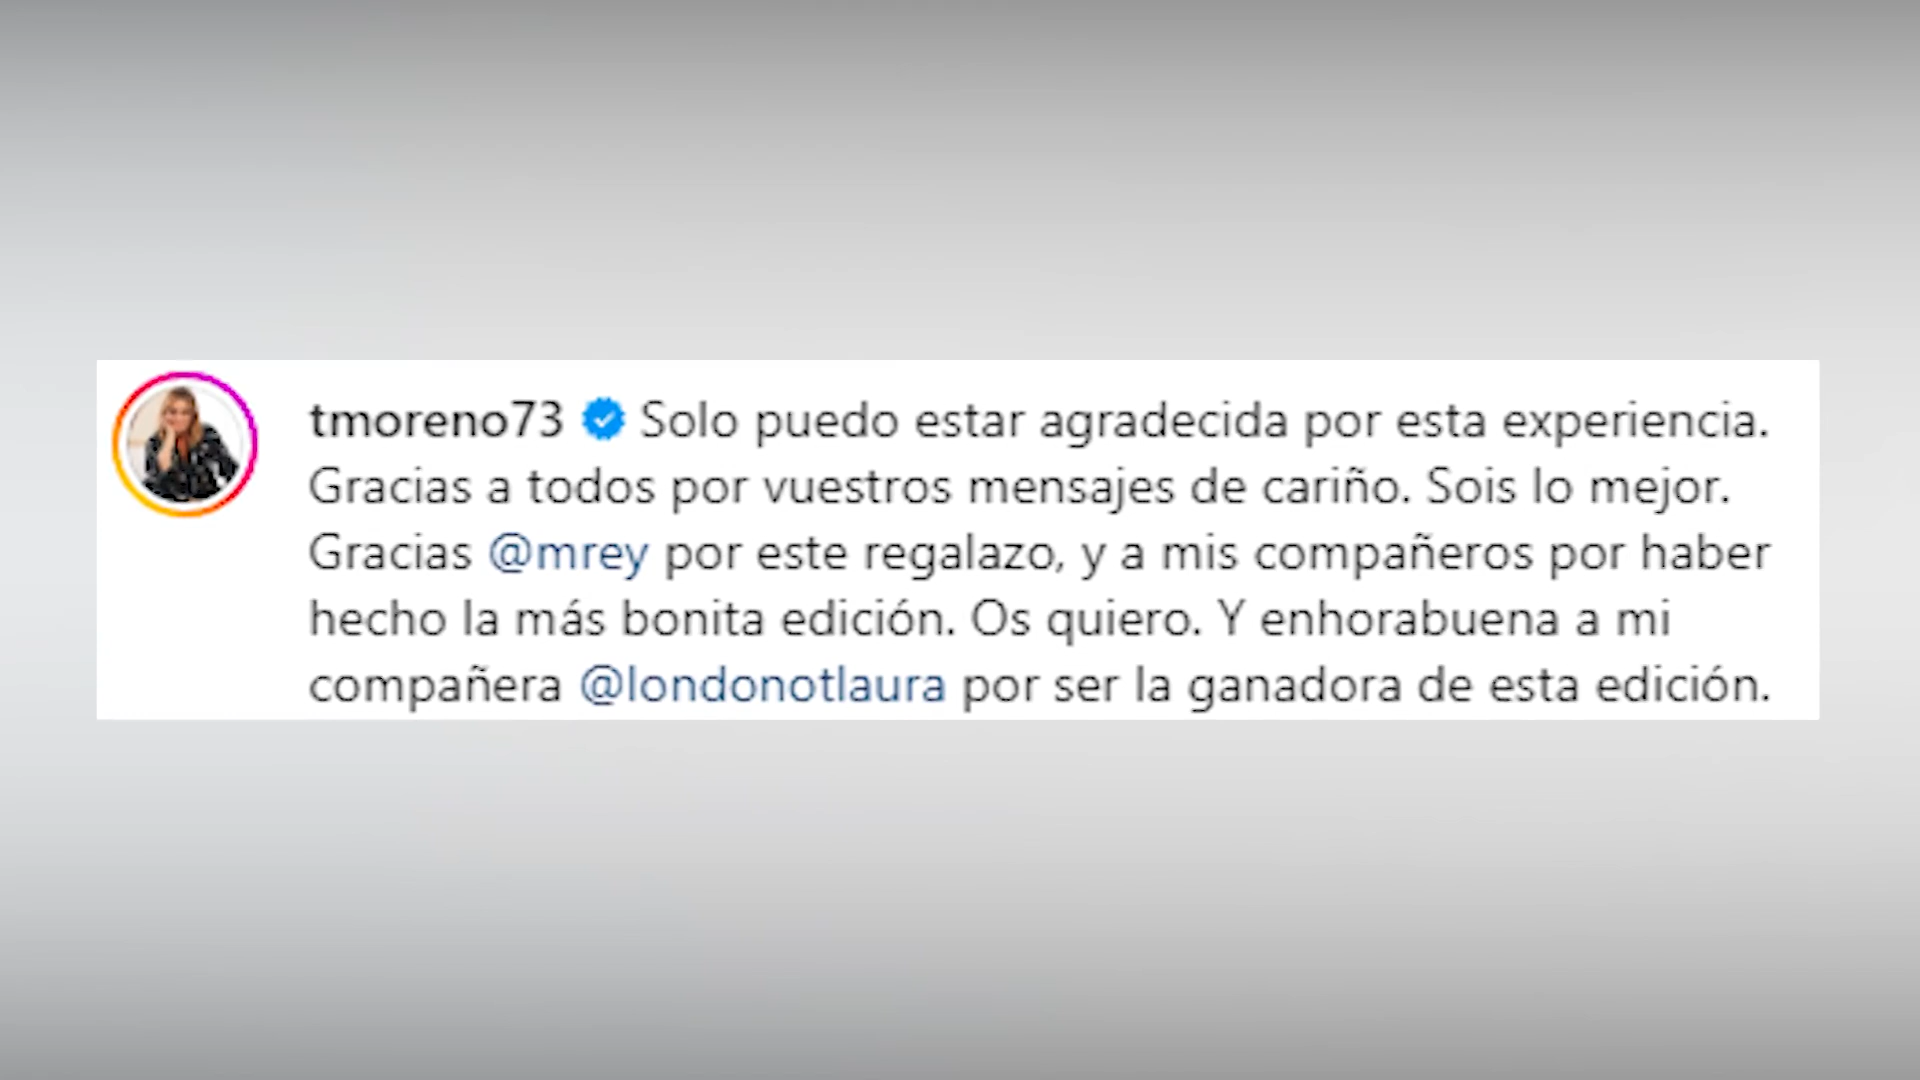 tmoreno73 Solo puedo estar agradecida por esta experiencia.
Gracias a todos por vuestros mensajes de cariño. Sois lo mejor.
Gracias @mrey por este regalazo, y a mis compañeros por haber
hecho la más bonita edición. Os quiero. Y enhorabuena a mi
compañera @londonotlaura por ser la ganadora de esta edición.